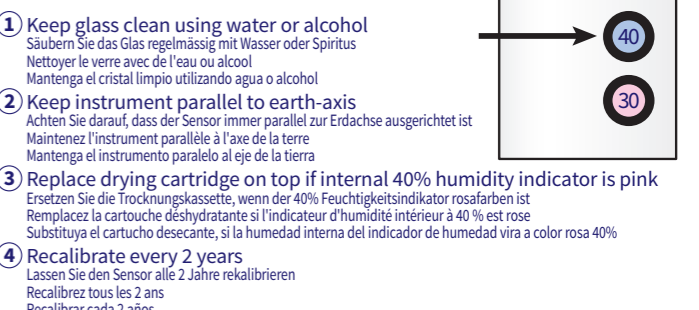 1 Keep glass clean using water or alcohol
Säubern Sie das Glas regelmässig mit Wasser oder Spiritus
Nettoyer le verre avec de l'eau ou alcool
Mantenga el cristal limpio utilizando agua o alcohol
2 Keep instrument parallel to earth-axis
Achten Sie darauf, dass der Sensor immer parallel zur Erdachse ausgerichtet ist
Maintenez l'instrument parallèle à l'axe de la terre
Mantenga el instrumento paralelo al eje de la tierra
3 Replace drying cartridge on top if internal 40% humidity indicator is pink
Ersetzen Sie die Trocknungskassette, wenn der 40% Feuchtigkeitsindikator rosafarben ist
Remplacez la cartouche déshydratante si l'indicateur d'humidité intérieur à 40 % est rose
Substituya el cartucho desecante, si la humedad interna del indicador de humedad vira a color rosa 40%
4 Recalibrate every 2 years
Lassen Sie den Sensor alle 2 Jahre rekalibrieren
Recalibrez tous les 2 ans
Recalibrar cada 2 años
40
30